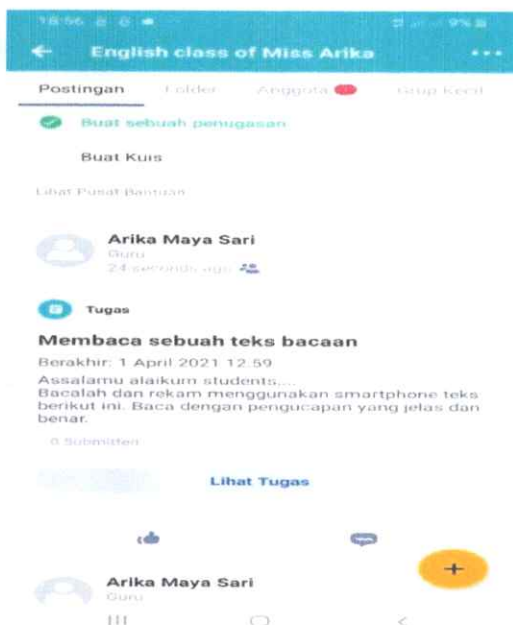 18:56 9%
English class of Miss Arika
Postingan Folder Anggota Grup Kecil
Buat sebuah penugasan
Buat Kuis
Lihat Pusat Bantuan
Arika Maya Sari
Guru
24 seconds ago
Tugas
Membaca sebuah teks bacaan
Berakhir: 1 April 2021 12.59
Assalamu alaikum students....
Bacalah dan rekam menggunakan smartphone teks
berikut ini. Baca dengan pengucapan yang jelas dan
benar.
0 Submitted
Lihat Tugas
Arika Maya Sari
Guru